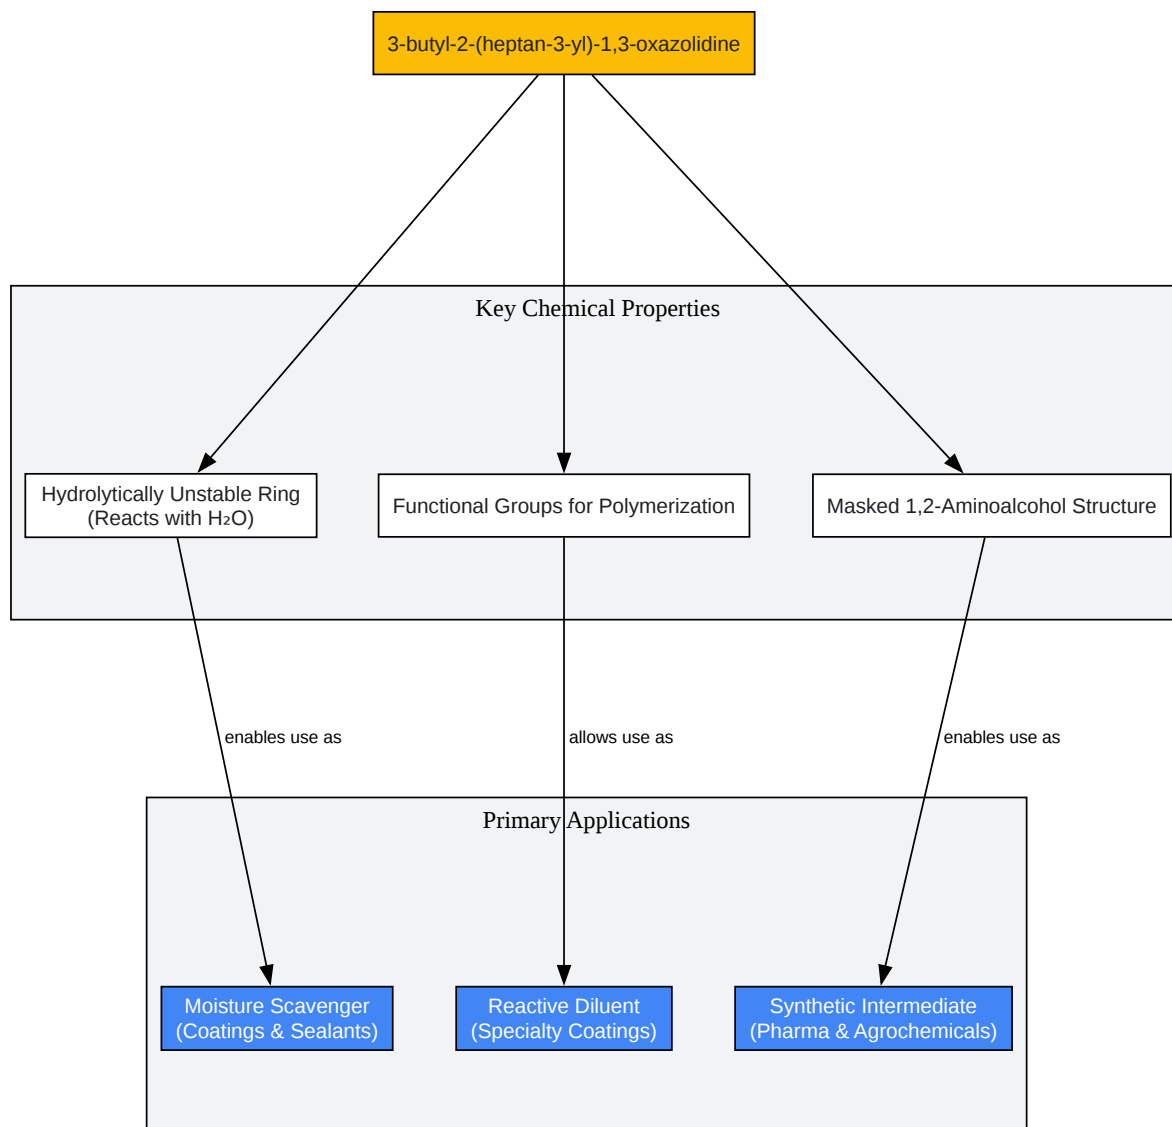 3-butyl-2-(heptan-3-yl)-1,3-oxazolidine
Key Chemical Properties
Hydrolytically Unstable Ring
(Reacts with H₂O)
Functional Groups for Polymerization
Masked 1,2-Aminoalcohol Structure
enables use as
allows use as
enables use as
Primary Applications
Moisture Scavenger
(Coatings & Sealants)
Reactive Diluent
(Specialty Coatings)
Synthetic Intermediate
(Pharma & Agrochemicals)